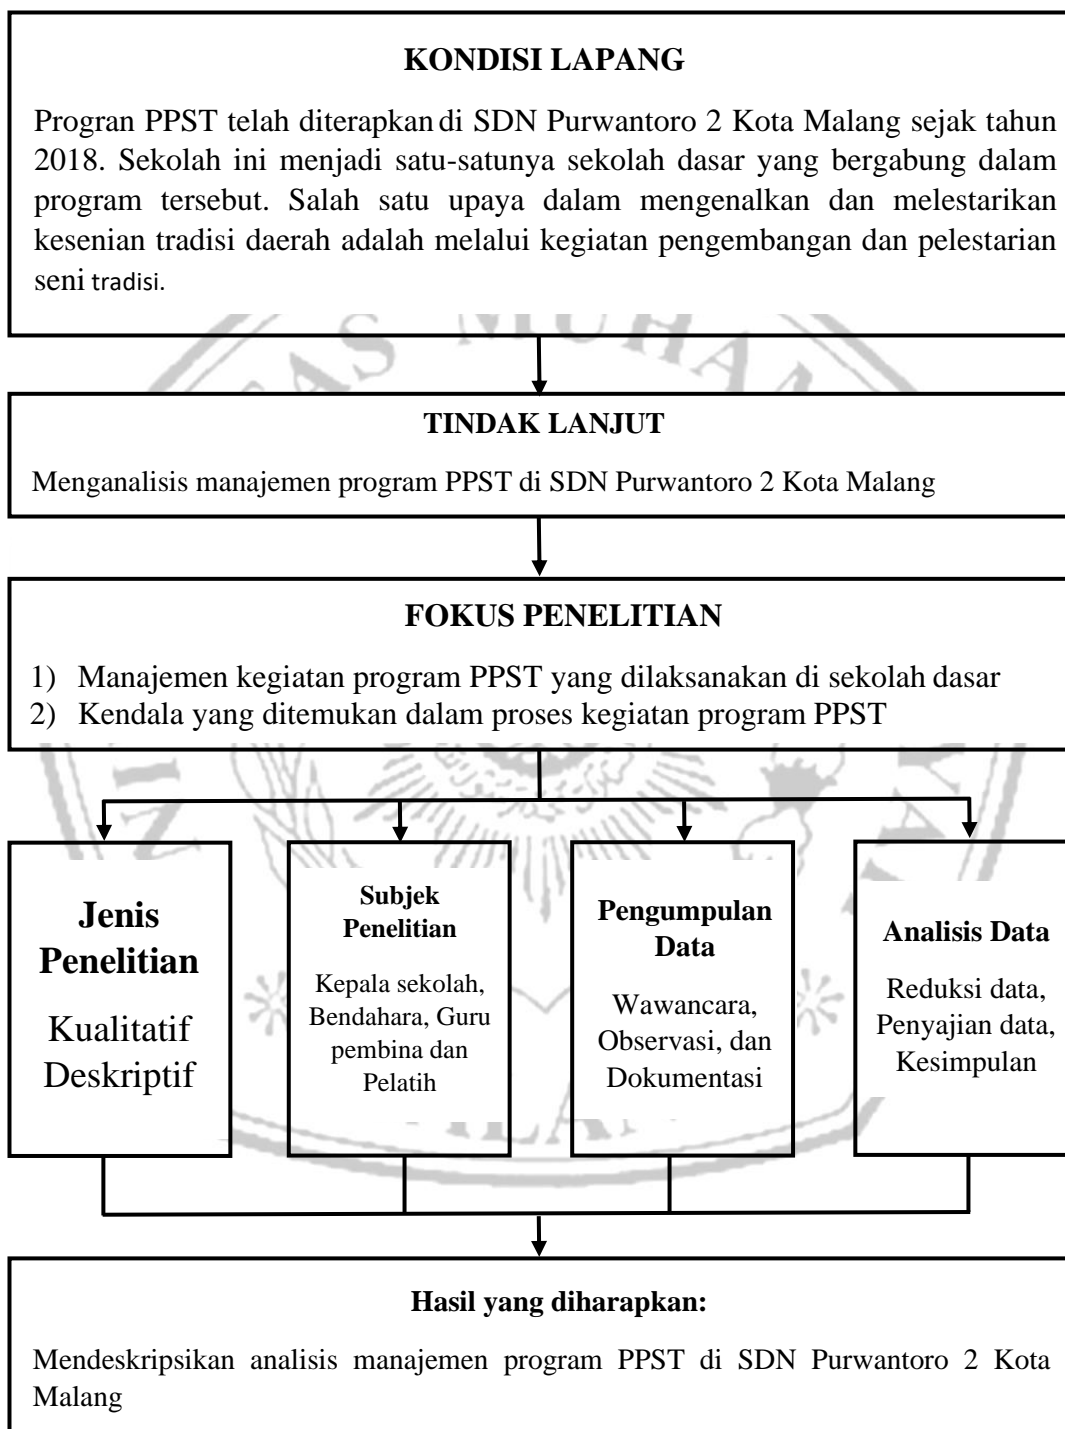 KONDISI LAPANG
Progran PPST telah diterapkan di SDN Purwantoro 2 Kota Malang sejak tahun
2018. Sekolah ini menjadi satu-satunya sekolah dasar yang bergabung dalam
program tersebut. Salah satu upaya dalam mengenalkan dan melestarikan
kesenian tradisi daerah adalah melalui kegiatan pengembangan dan pelestarian
seni tradisi.
TINDAK LANJUT
Menganalisis manajemen program PPST di SDN Purwantoro 2 Kota Malang
FOKUS PENELITIAN
1) Manajemen kegiatan program PPST yang dilaksanakan di sekolah dasar
2) Kendala yang ditemukan dalam proses kegiatan program PPST
Jenis
Penelitian
Kualitatif
Deskriptif
Subjek
Penelitian
Kepala sekolah,
Bendahara, Guru
pembina dan
Pelatih
Pengumpulan
Data
Wawancara,
Observasi, dan
Dokumentasi
Analisis Data
Reduksi data,
Penyajian data,
Kesimpulan
Hasil yang diharapkan:
Mendeskripsikan analisis manajemen program PPST di SDN Purwantoro 2 Kota
Malang